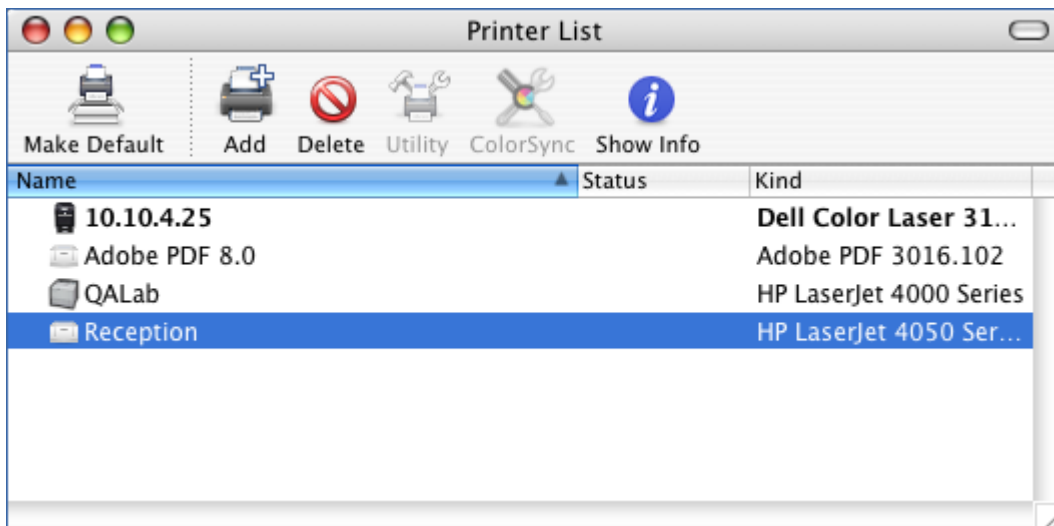 Printer List
Make Default Add Delete Utility ColorSync Show Info
Name Status Kind
10.10.4.25 Dell Color Laser 31...
Adobe PDF 8.0 Adobe PDF 3016.102
QALab HP LaserJet 4000 Series
Reception HP LaserJet 4050 Ser...